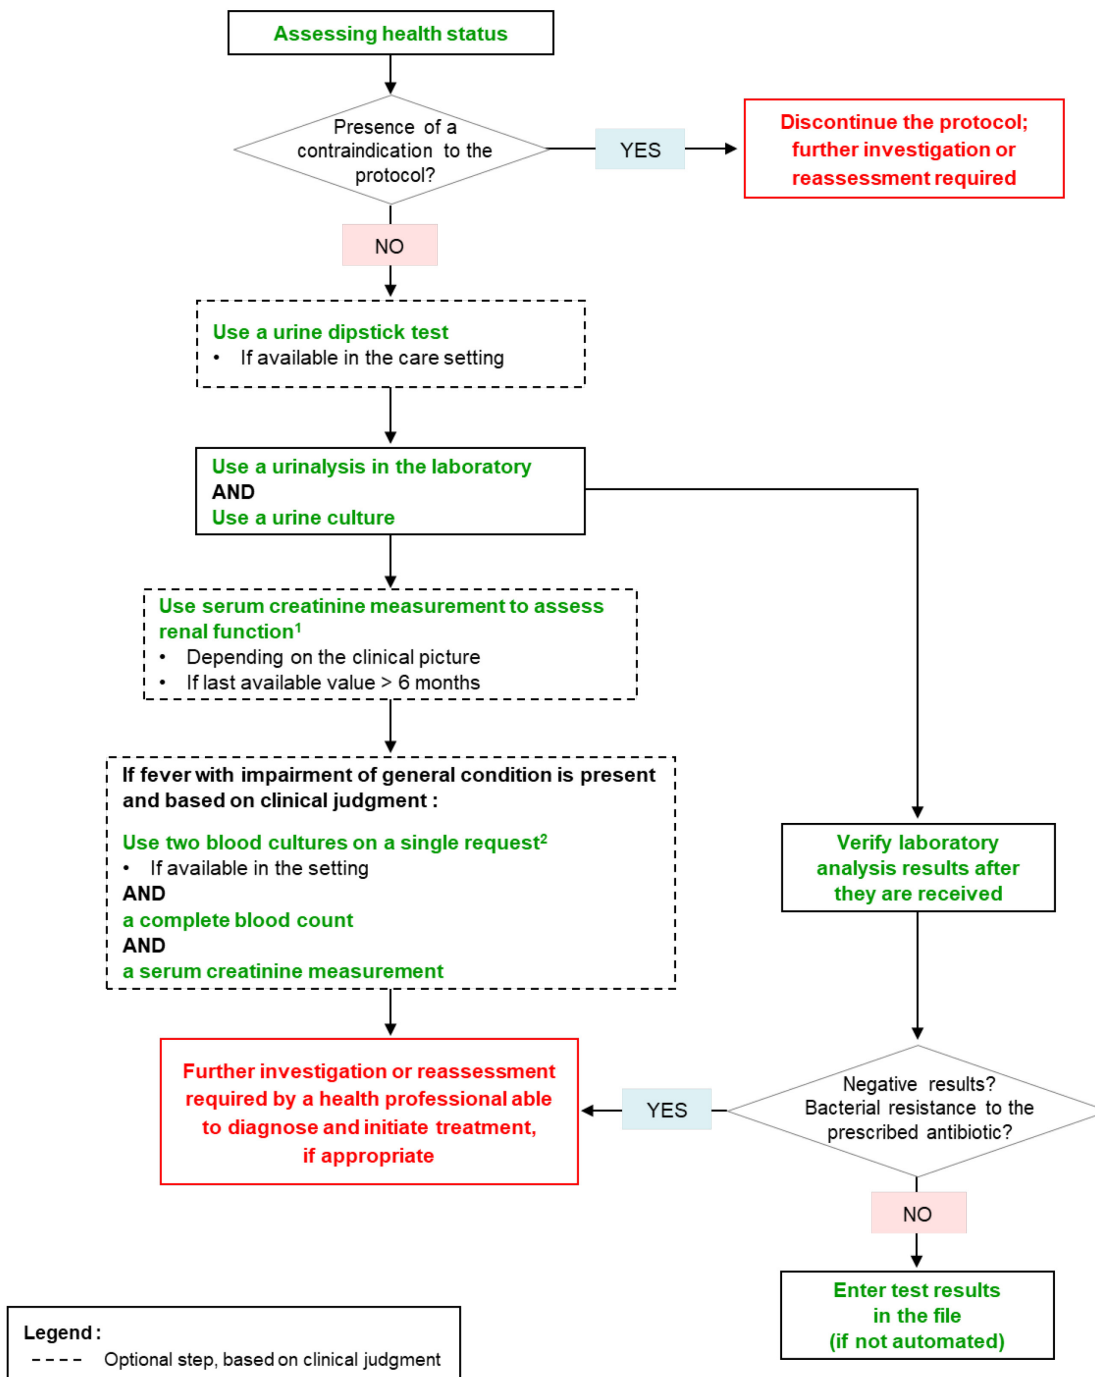 Assessing health status
Presence of a
contraindication to the
protocol?
YES
Discontinue the protocol;
further investigation or
reassessment required
NO
Use a urine dipstick test
• If available in the care setting
Use a urinalysis in the laboratory
AND
Use a urine culture
Use serum creatinine measurement to assess
renal function¹
• Depending on the clinical picture
• If last available value > 6 months
If fever with impairment of general condition is present
and based on clinical judgment :
Use two blood cultures on a single request²
• If available in the setting
AND
a complete blood count
AND
a serum creatinine measurement
Verify laboratory
analysis results after
they are received
Further investigation or reassessment
required by a health professional able
to diagnose and initiate treatment,
if appropriate
YES
Negative results?
Bacterial resistance to the
prescribed antibiotic?
NO
Enter test results
in the file
(if not automated)
Legend :
Optional step, based on clinical judgment